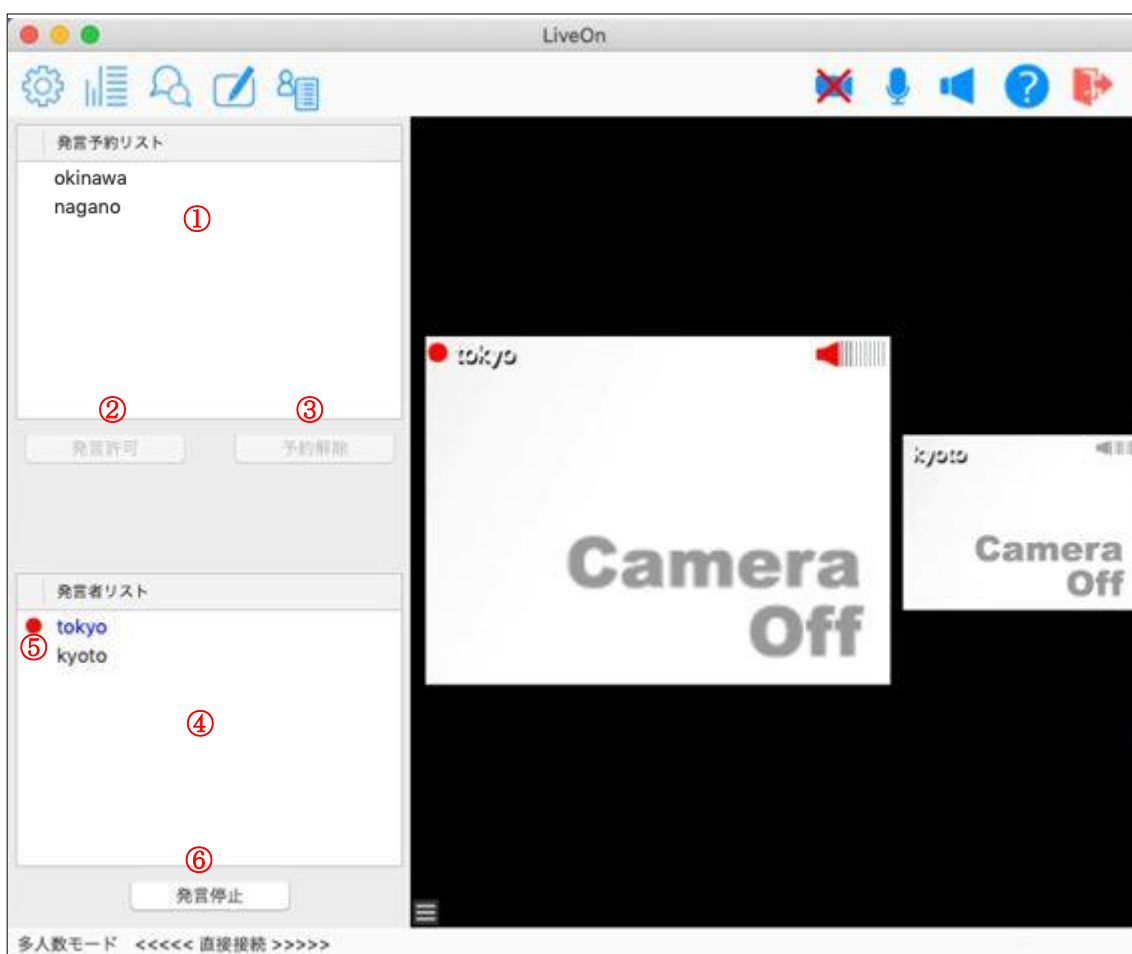 LiveOn
発言予約リスト
okinawa
nagano
①
② ③
発言許可 予約解除
発言者リスト
tokyo
⑤
kyoto
④
⑥
発言停止
多人数モード <<<<< 直接接続 >>>>>
?
tokyo
Camera
Off
kyoto
Camera
Off